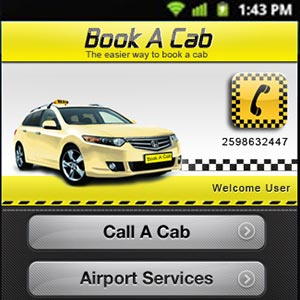 1:43 PM
Book A Cab
The easier way to book a cab
Book A Cab
2598632447
Welcome User
Call A Cab
Airport Services